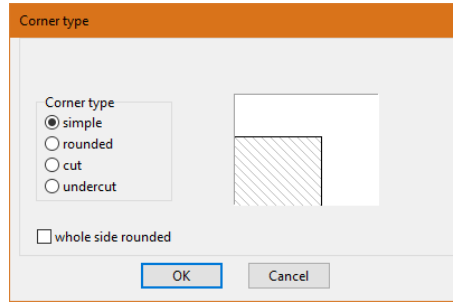 Corner type
Corner type
simple
rounded
cut
undercut
whole side rounded
OK
Cancel